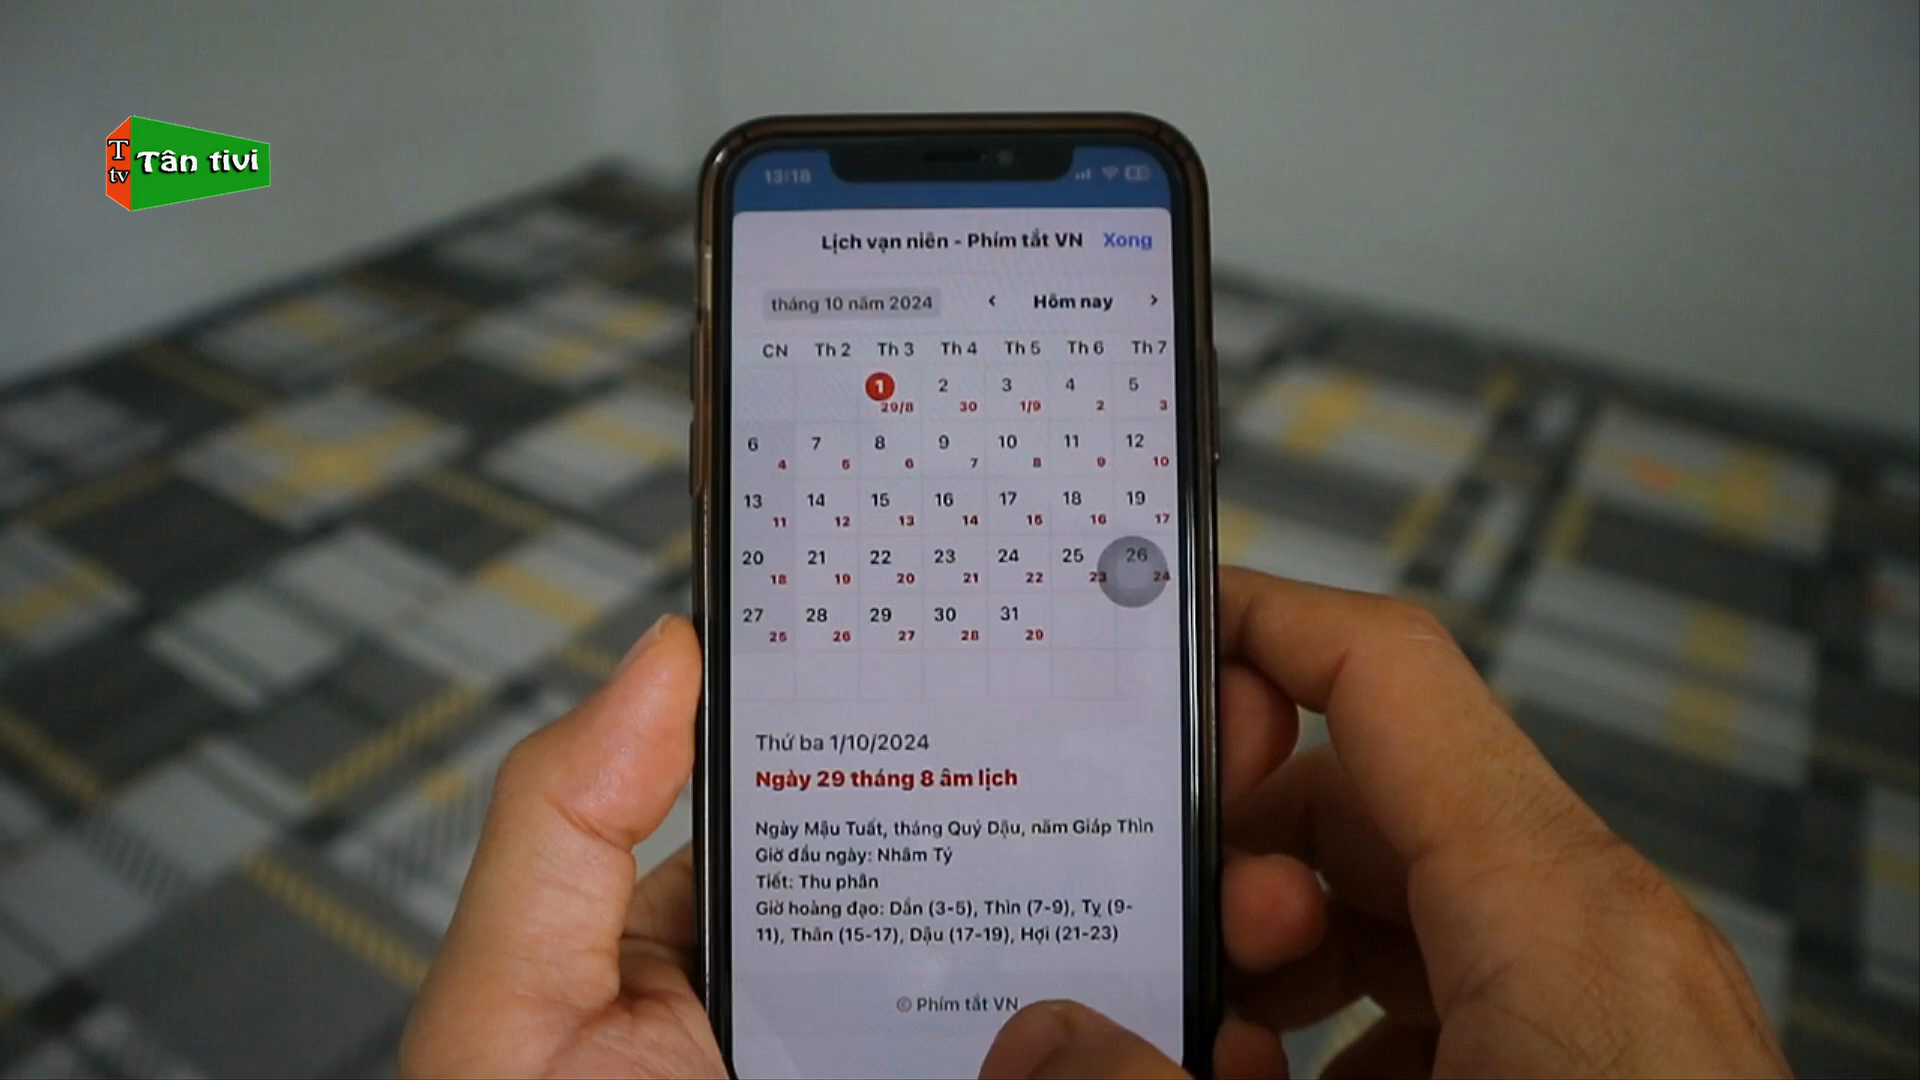 T
tv
Tân tivi
13:18
Lịch vạn niên - Phím tắt VN Xong
tháng 10 năm 2024 < Hôm nay >
CN Th 2 Th 3 Th 4 Th 5 Th 6 Th 7
1 2 3 4 5
29/8 30 1/9 2 3
6 7 8 9 10 11 12
4 5 6 7 8 9 10
13 14 15 16 17 18 19
11 12 13 14 15 16 17
20 21 22 23 24 25 26
18 19 20 21 22 23 24
27 28 29 30 31
25 26 27 28 29
Thứ ba 1/10/2024
Ngày 29 tháng 8 âm lịch
Ngày Mậu Tuất, tháng Quý Dậu, năm Giáp Thìn
Giờ đầu ngày: Nhâm Tý
Tiết: Thu phân
Giờ hoàng đạo: Dần (3-5), Thìn (7-9), Tỵ (9-
11), Thân (15-17), Dậu (17-19), Hợi (21-23)
© Phím tắt VN